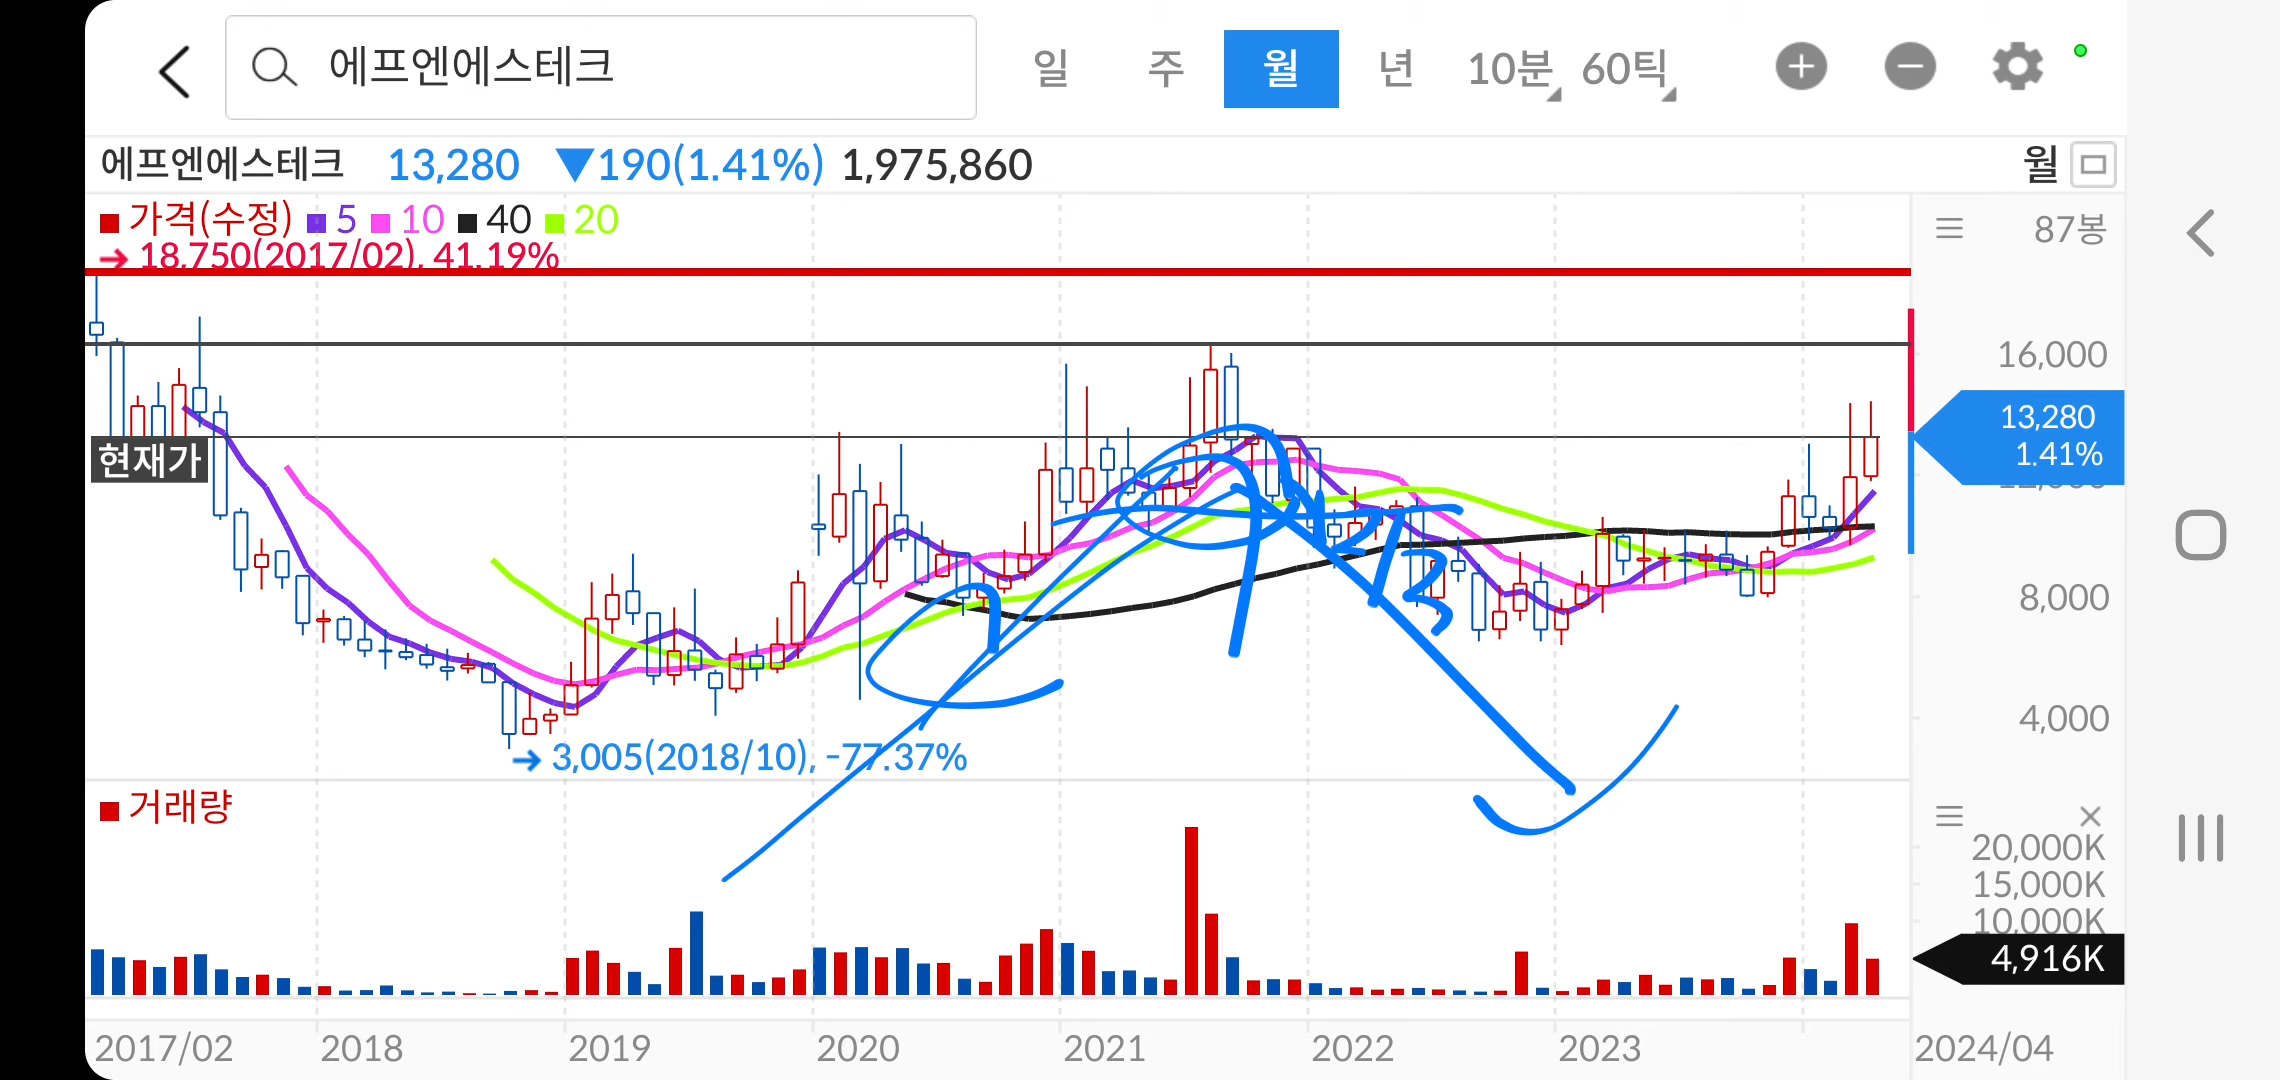 에프엔에스테크 일 주 월 년 10분 60틱
에프엔에스테크 13,280 ▼190(1.41%) 1,975,860 월
가격(수정) 5 10 40 20 87봉
→ 18,750(2017/02), 41.19%
16,000
13,280
현재가 1.41%
8,000
4,000
→ 3,005(2018/10), -77.37%
거래량
20,000K
15,000K
10,000K
4,916K
2017/02 2018 2019 2020 2021 2022 2023 2024/04